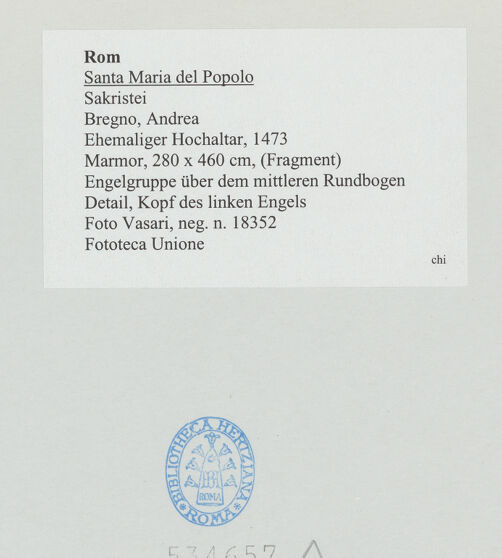 Rom
Santa Maria del Popolo
Sakristei
Bregno, Andrea
Ehemaliger Hochaltar, 1473
Marmor, 280 x 460 cm, (Fragment)
Engelgruppe über dem mittleren Rundbogen
Detail, Kopf des linken Engels
Foto Vasari, neg. n. 18352
Fototeca Unione
chi
BIBLIOTHECA HERTZIANA
ROMA
ROMA
534657